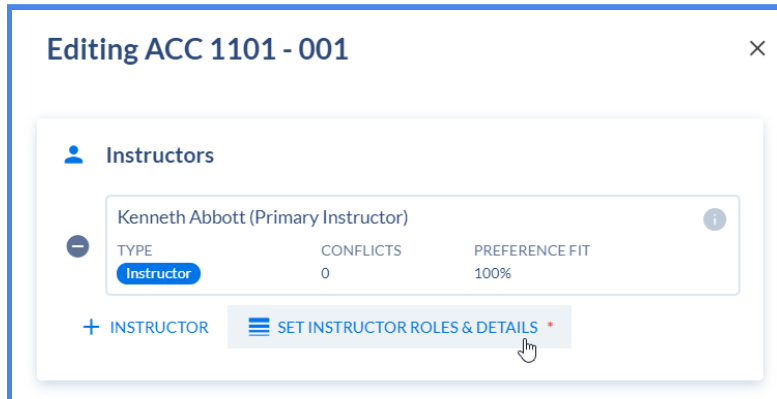 Editing ACC 1101 - 001
Instructors
Kenneth Abbott (Primary Instructor)
TYPE CONFLICTS PREFERENCE FIT
Instructor 0 100%
+ INSTRUCTOR SET INSTRUCTOR ROLES & DETAILS *